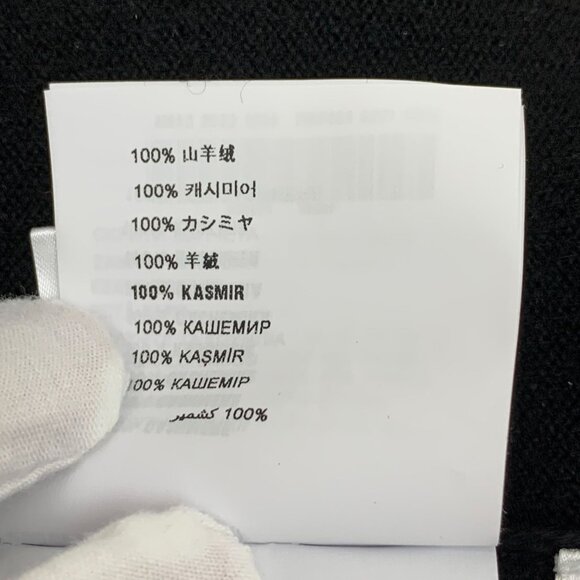 100% 山羊绒
100% 캐시미어
100% カシミヤ
100% 羊絨
100% KASMIR
100% КАШЕМИР
100% KAŞMİR
100% КАШЕМІР
100% كشمير